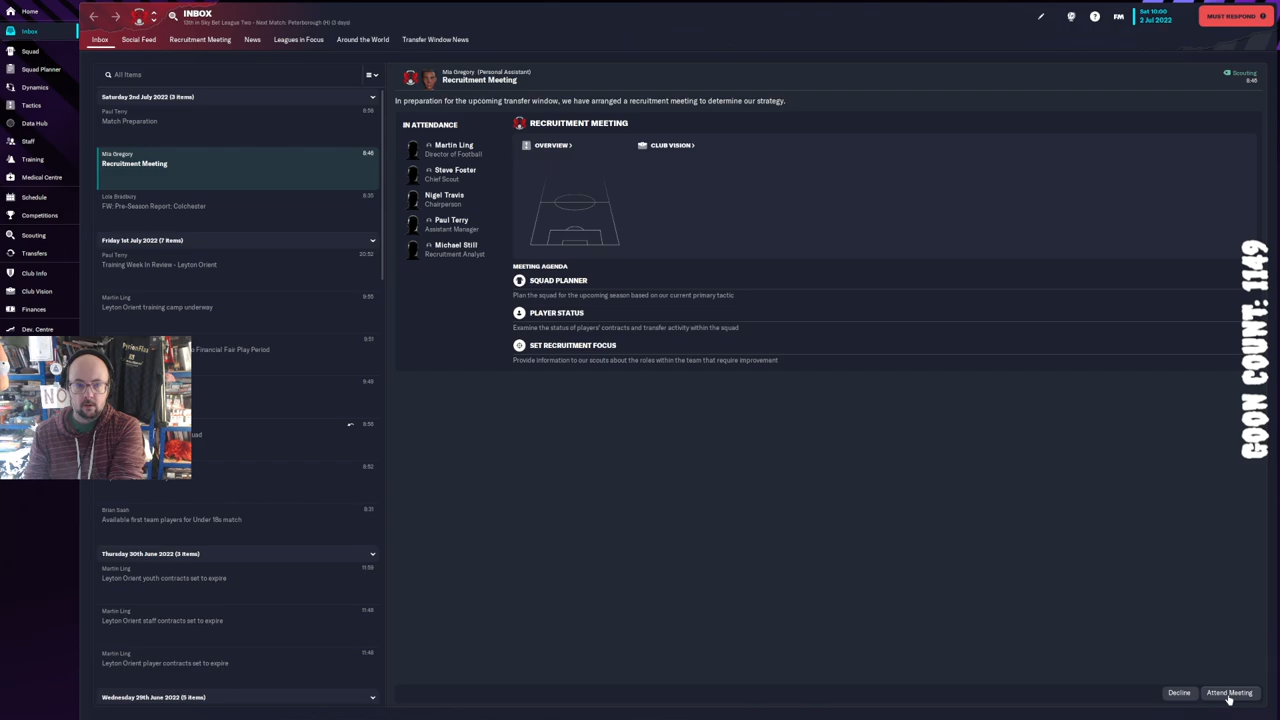 Home
Inbox
Squad
Squad Planner
Dynamics
Tactics
Data Hub
Staff
Training
Medical Centre
Schedule
Competitions
Scouting
Transfers
Club Info
Club Vision
Finances
Dev. Centre
INBOX
13th in Sky Bet League Two - Next Match: Peterborough (H) (3 days)
FM
Sat 10:00
2 Jul 2022
MUST RESPOND
Inbox
Social Feed
Recruitment Meeting
News
Leagues in Focus
Around the World
Transfer Window News
All Items
Saturday 2nd July 2022 (3 Items)
Paul Terry
8:56
Match Preparation
Mia Gregory
8:46
Recruitment Meeting
Lola Bradbury
8:35
FW: Pre-Season Report: Colchester
Friday 1st July 2022 (7 Items)
Paul Terry
20:52
Training Week In Review - Leyton Orient
Martin Ling
9:55
Leyton Orient training camp underway
9:51
Financial Fair Play Period
9:49
8:56
8:52
Brian Saah
8:31
Available first team players for Under 18s match
Thursday 30th June 2022 (3 Items)
Martin Ling
11:59
Leyton Orient youth contracts set to expire
Martin Ling
11:48
Leyton Orient staff contracts set to expire
Martin Ling
11:48
Leyton Orient player contracts set to expire
Wednesday 29th June 2022 (5 Items)
Mia Gregory (Personal Assistant)
Recruitment Meeting
Scouting
8:46
In preparation for the upcoming transfer window, we have arranged a recruitment meeting to determine our strategy.
IN ATTENDANCE
Martin Ling
Director of Football
Steve Foster
Chief Scout
Nigel Travis
Chairperson
Paul Terry
Assistant Manager
Michael Still
Recruitment Analyst
RECRUITMENT MEETING
OVERVIEW >
CLUB VISION >
MEETING AGENDA
SQUAD PLANNER
Plan the squad for the upcoming season based on our current primary tactic
PLAYER STATUS
Examine the status of players' contracts and transfer activity within the squad
SET RECRUITMENT FOCUS
Provide information to our scouts about the roles within the team that require improvement
Decline
Attend Meeting
GOON COUNT: 1149
NO